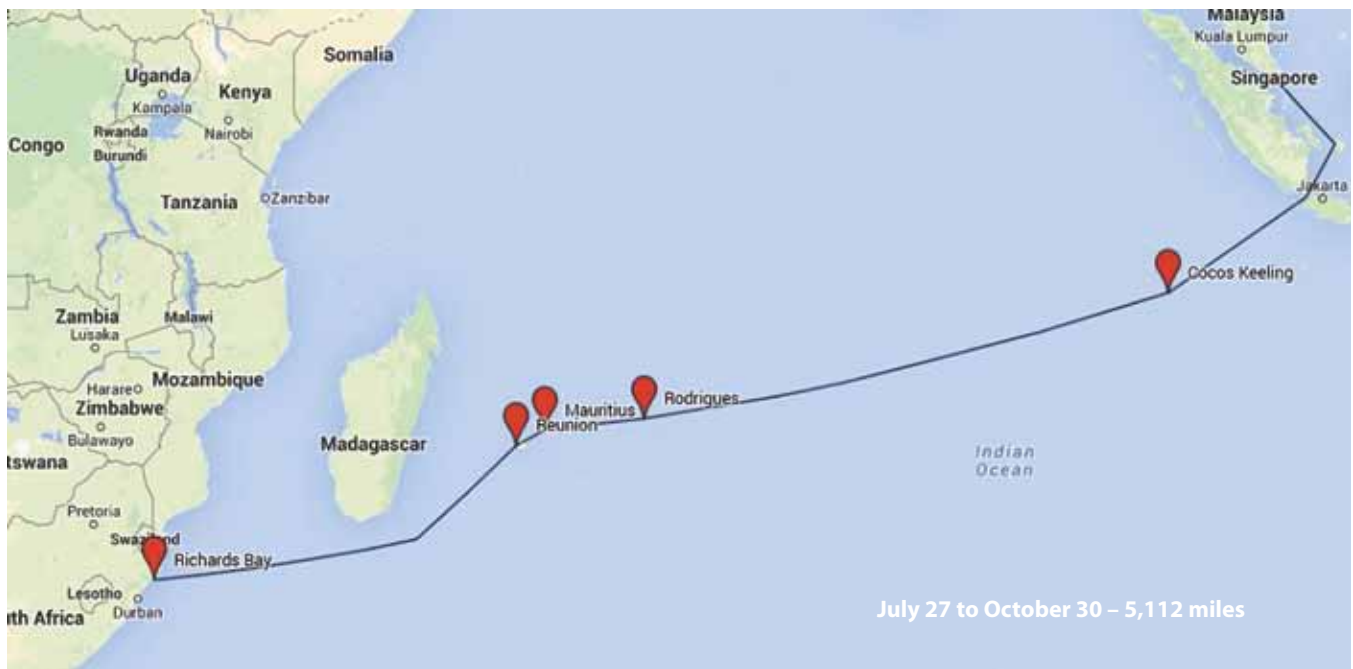 Malaysia
Kuala Lumpur
Singapore
Somalia
Uganda
Kampala
Kenya
Nairobi
Rwanda
Burundi
Congo
Tanzania
Zanzibar
Jakarta
Cocos Keeling
Zambia
Lusaka
Malawi
Harare
Mozambique
Zimbabwe
Bulawayo
tswana
Madagascar
Reunion
Mauritius
Rodrigues
Indian
Ocean
Pretoria
Swaziland
Richards Bay
Lesotho
Durban
uth Africa
July 27 to October 30 – 5,112 miles